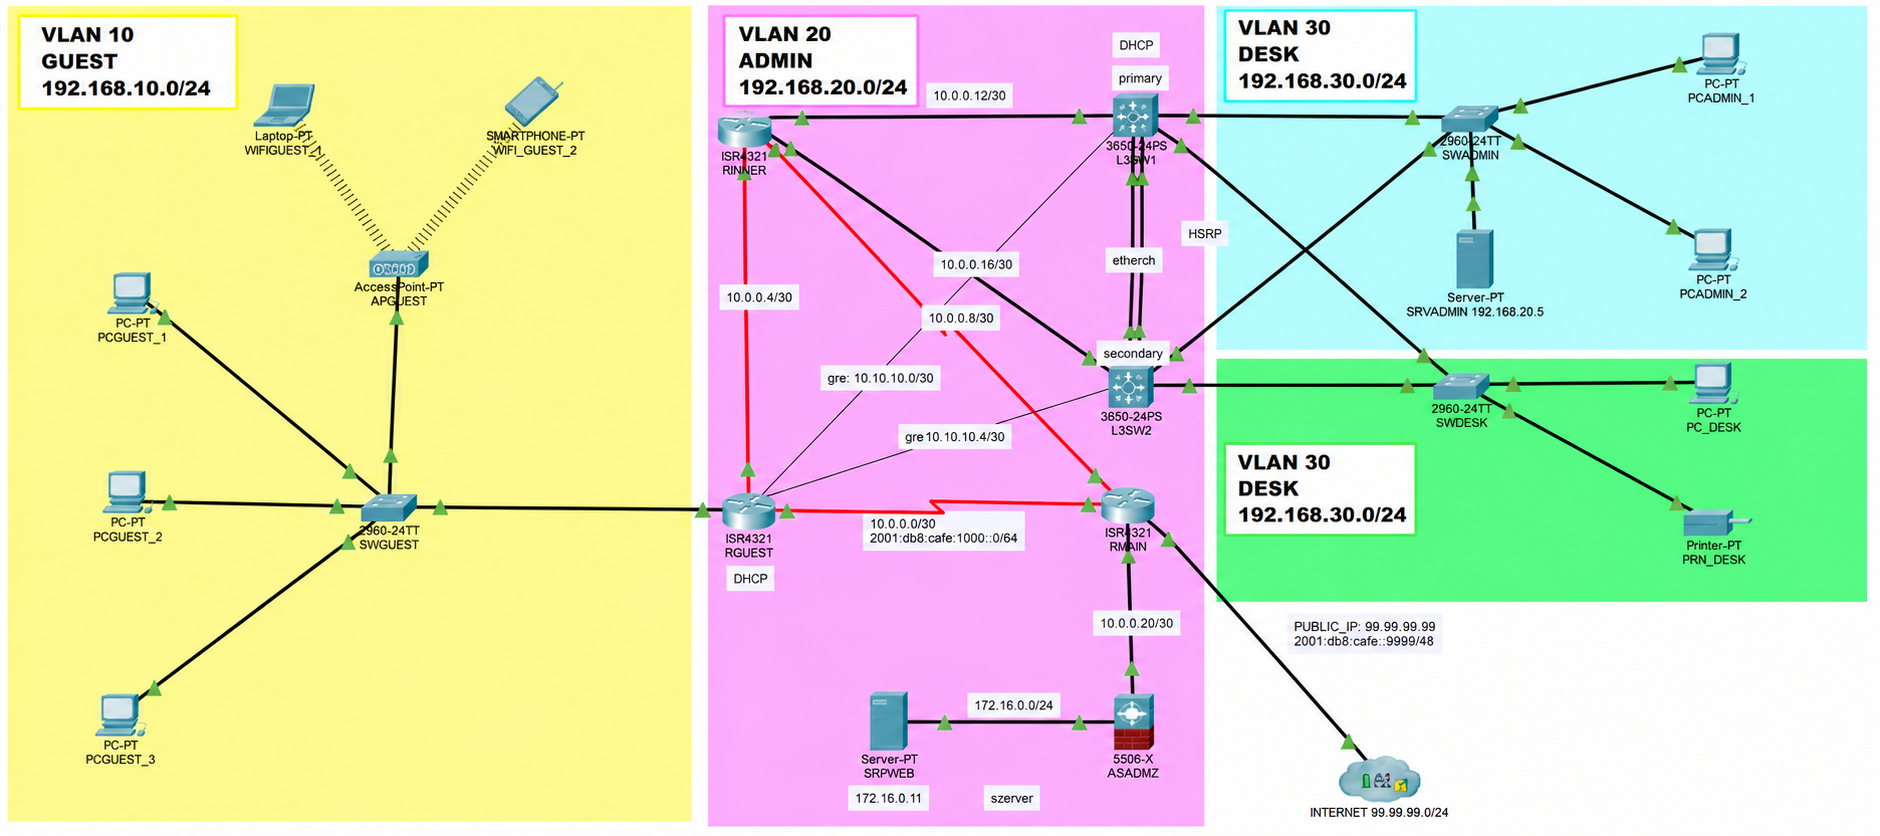 VLAN 10
GUEST
192.168.10.0/24
Laptop-PT
WIFIGUEST_1
SMARTPHONE-PT
WIFI_GUEST_2
AccessPoint-PT
APGUEST
PC-PT
PCGUEST_1
PC-PT
PCGUEST_2
2960-24TT
SWGUEST
PC-PT
PCGUEST_3
VLAN 20
ADMIN
192.168.20.0/24
DHCP
primary
10.0.0.12/30
ISR4321
RINNER
3650-24PS
L3SW1
HSRP
etherch
10.0.0.16/30
10.0.0.4/30
10.0.0.8/30
secondary
gre: 10.10.10.0/30
3650-24PS
L3SW2
gre 10.10.10.4/30
10.0.0.0/30
2001:db8:cafe:1000::0/64
ISR4321
RGUEST
DHCP
ISR4321
RMAIN
10.0.0.20/30
172.16.0.0/24
Server-PT
SRPWEB
172.16.0.11
szerver
5506-X
ASADMZ
VLAN 30
DESK
192.168.30.0/24
PC-PT
PCADMIN_1
2960-24TT
SWADMIN
PC-PT
PCADMIN_2
Server-PT
SRVADMIN 192.168.20.5
2960-24TT
SWDESK
PC-PT
PC_DESK
VLAN 30
DESK
192.168.30.0/24
Printer-PT
PRN_DESK
PUBLIC_IP: 99.99.99.99
2001:db8:cafe::9999/48
INTERNET 99.99.99.0/24